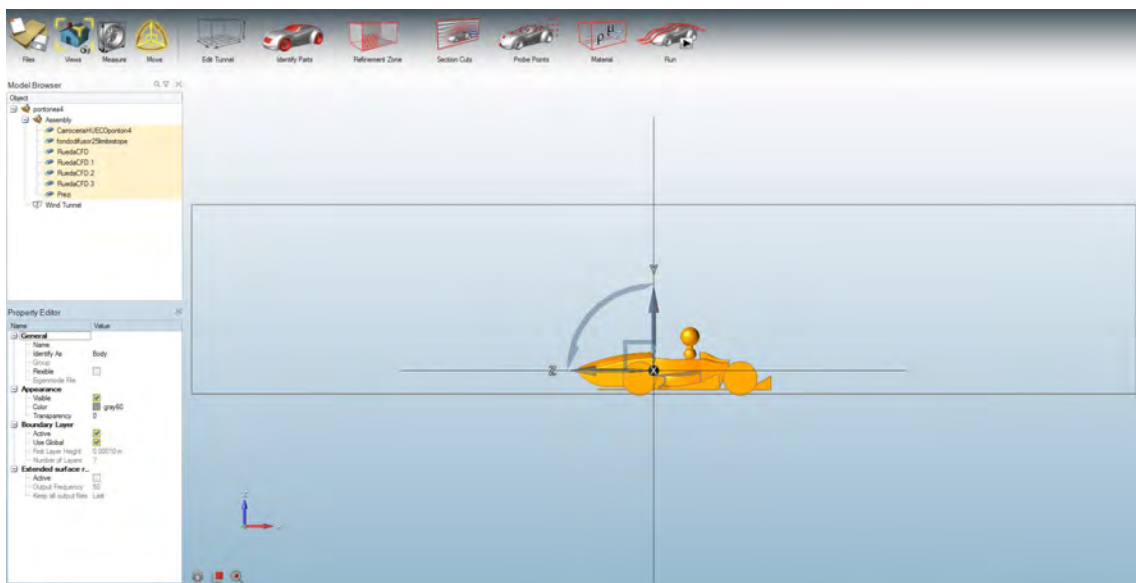 Files Views Measure Move Edit Tunnel Identify Parts Refinement Zone Section Cuts Probe Points Material Run
Model Browser
Object
pontones4
Assembly
CarroceriaHUECOponton4
fondodifusor25limitestope
RuedaCFD
RuedaCFD.1
RuedaCFD.2
RuedaCFD.3
Wind Tunnel
Property Editor
Name Value
General
Name
Identify As Body
Group
Flexible
Eigenmode File
Appearance
Visible
Color gray60
Transparency 0
Boundary Layer
Active
Use Global
First Layer Height 0.00010 m
Number of Layers 7
Extended surface r...
Active
Output Frequency 50
Keep all output files Last
Y
Z
X